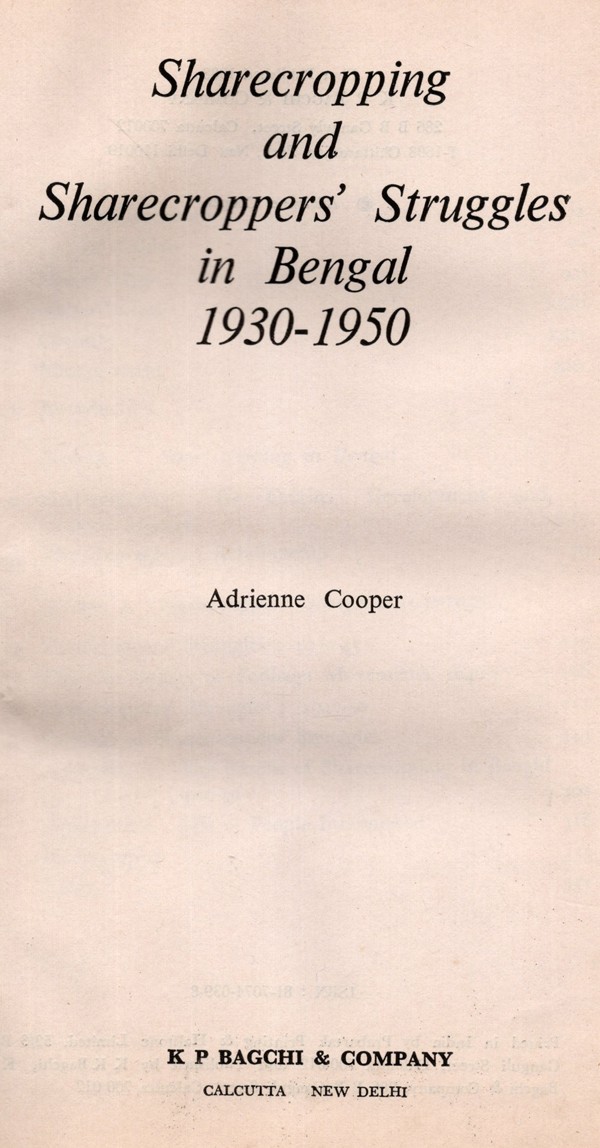 Sharecropping
and
Sharecroppers' Struggles
in Bengal
1930-1950
Adrienne Cooper
K P BAGCHI & COMPANY
CALCUTTA NEW DELHI